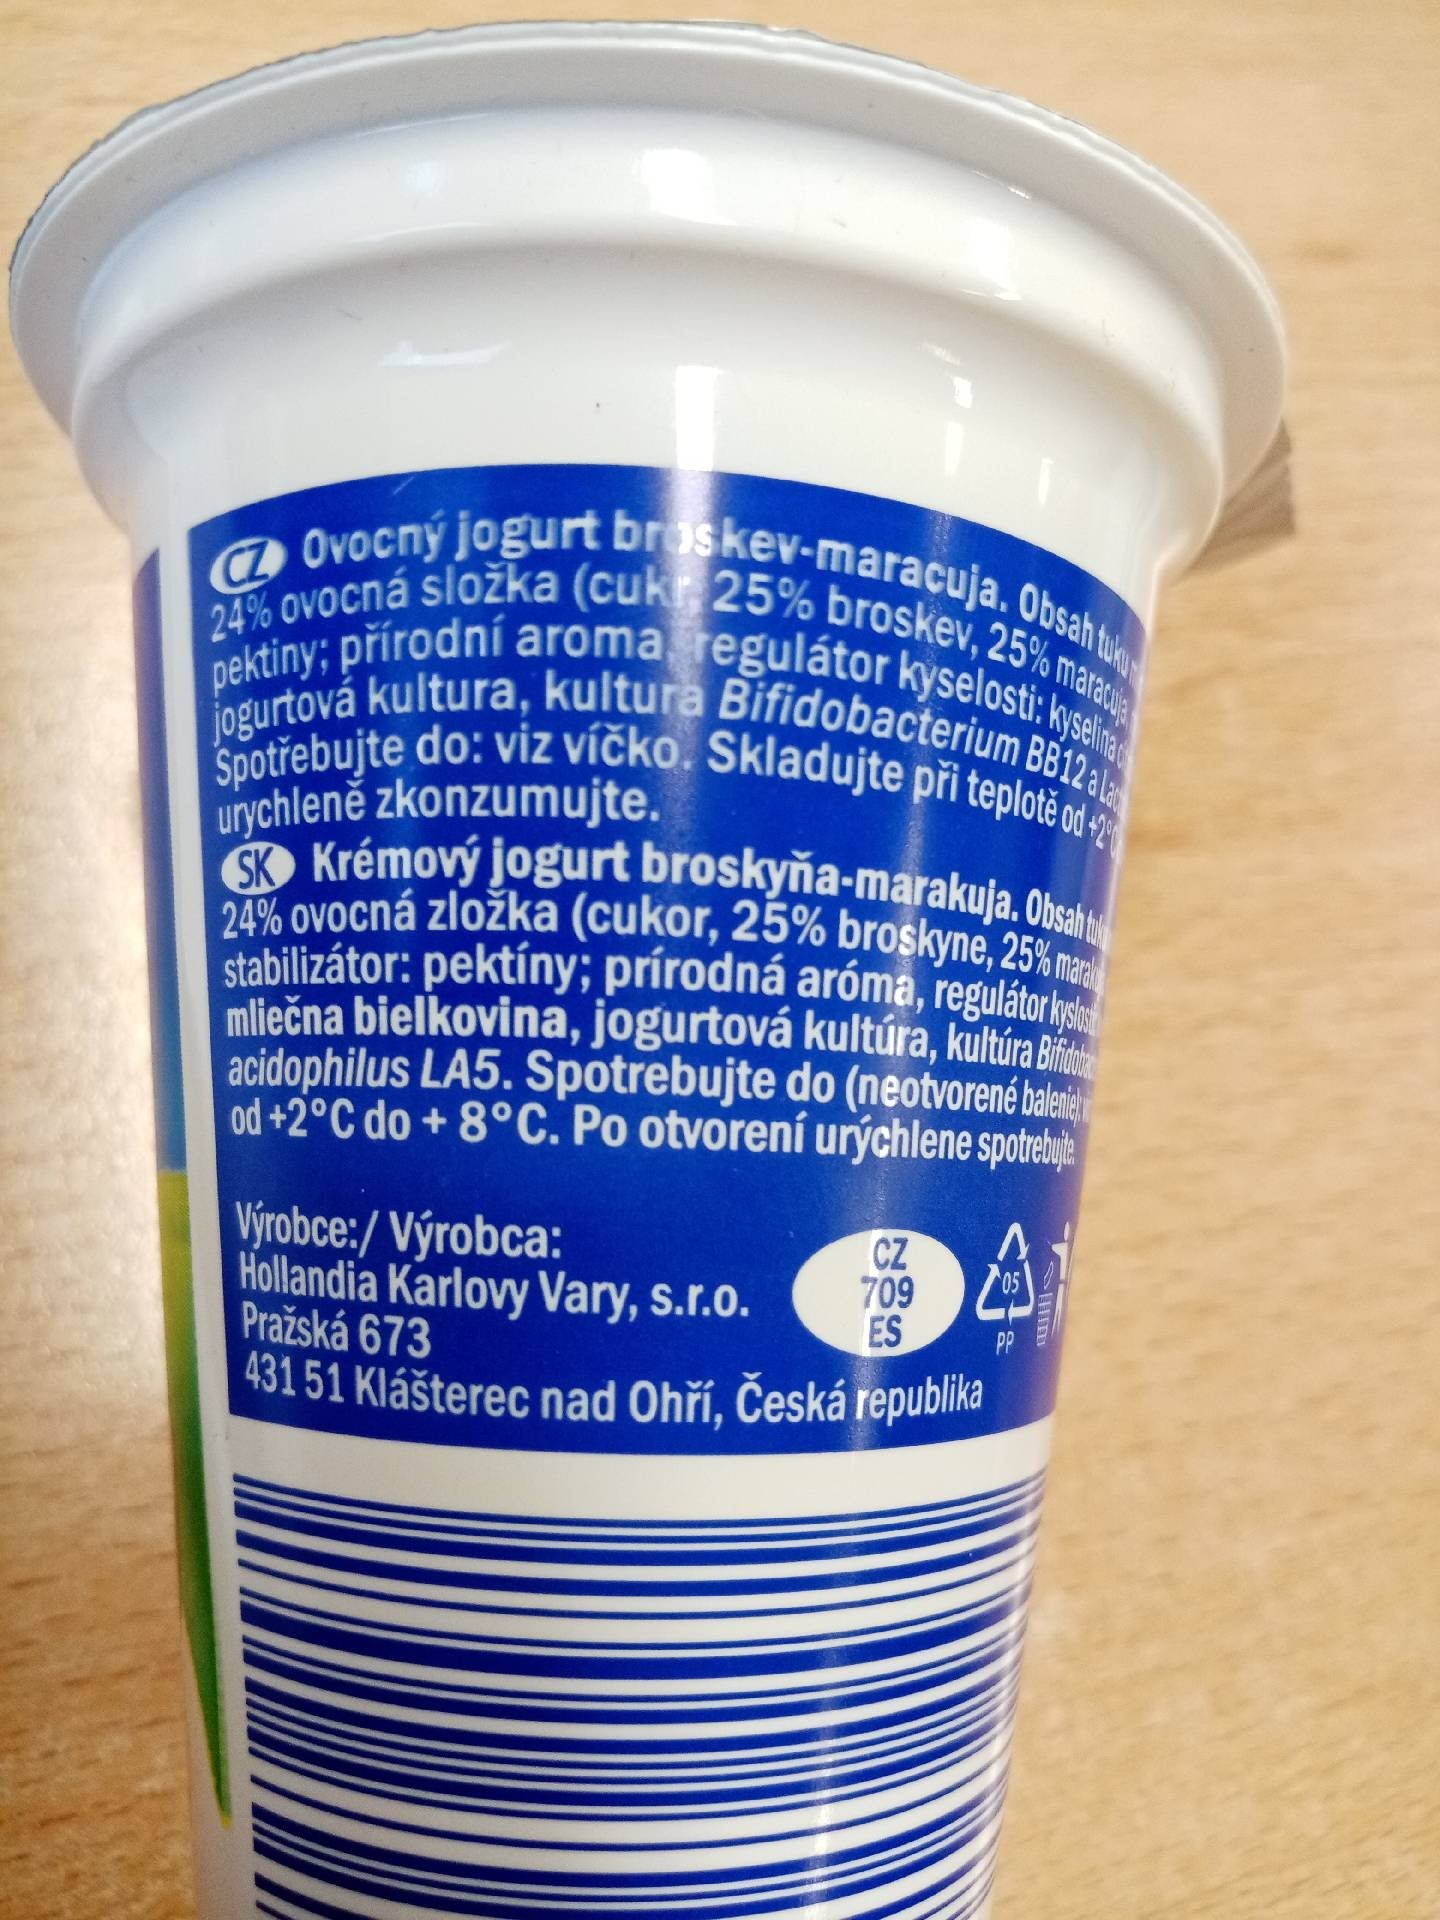 CZ Ovocný jogurt broskev-maracuja. Obsah tuku
24% ovocná složka (cukr, 25% broskev, 25% maracuja,
pektiny; přírodní aroma, regulátor kyselosti: kyselina
jogurtová kultura, kultura Bifidobacterium BB12 a
Spotřebujte do: viz víčko. Skladujte při teplotě od +2°C
urychleně zkonzumujte.
SK Krémový jogurt broskyňa-marakuja. Obsah
24% ovocná zložka (cukor, 25% broskyne, 25%
stabilizátor: pektíny; prírodná aróma, regulátor
mliečna bielkovina, jogurtová kultúra, kultúra
acidophilus LA5. Spotrebujte do (neotvorené balenie):
od +2°C do + 8°C. Po otvorení urýchlene spotrebujte.
Výrobce:/ Výrobca:
Hollandia Karlovy Vary, s.r.o.
Pražská 673
431 51 Klášterec nad Ohří, Česká republika
CZ
709
ES
05
PP